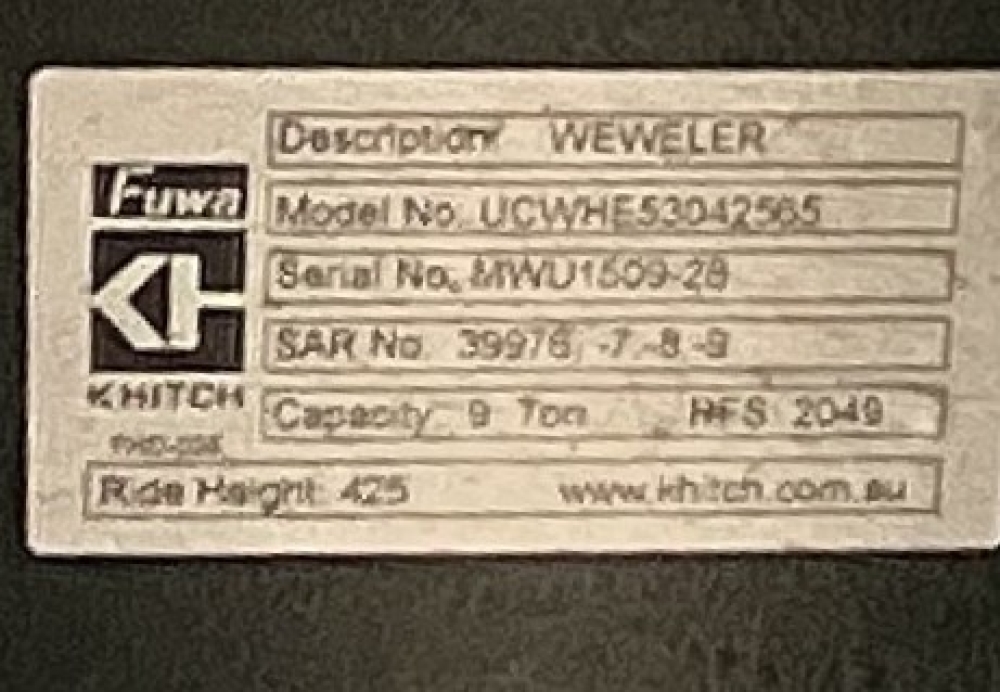 Description WEWELER
Fuwa
Model No. UCWHE53042565
Serial No. MWU1509-28
SAR No. 39976, -7,-8,-9
KHITCH
Capacity 9 Ton RFS 2049
Ride Height 425 www.khitch.com.au